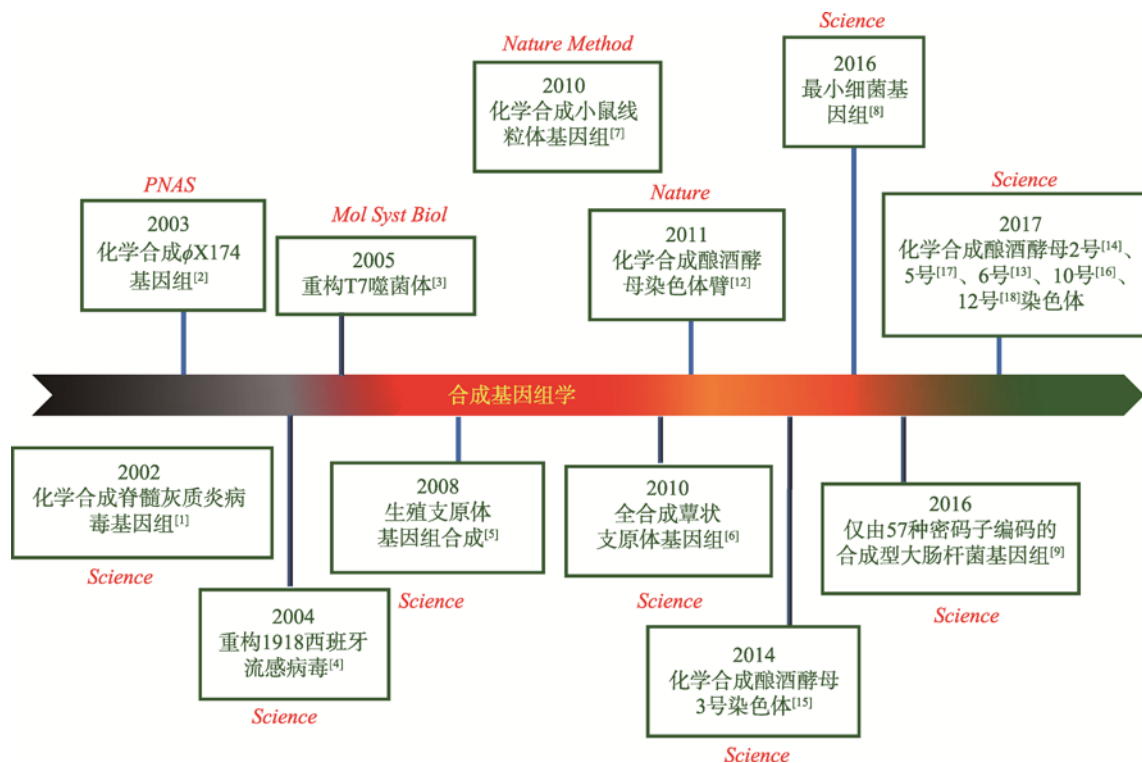 Science
2016
最小细菌基
因组[8]
Nature Method
2010
化学合成小鼠线
粒体基因组[7]
PNAS
2003
化学合成ϕX174
基因组[2]
Mol Syst Biol
2005
重构T7噬菌体[3]
Nature
2011
化学合成酿酒酵
母染色体臂[12]
Science
2017
化学合成酿酒酵母2号[14]、
5号[17]、6号[13]、10号[16]、
12号[18]染色体
合成基因组学
2002
化学合成脊髓灰质炎病
毒基因组[1]
Science
2004
重构1918西班牙
流感病毒[4]
Science
2008
生殖支原体
基因组合成[5]
Science
2010
全合成蕈状
支原体基因组[6]
Science
2014
化学合成酿酒酵母
3号染色体[15]
Science
2016
仅由57种密码子编码的
合成型大肠杆菌基因组[9]
Science